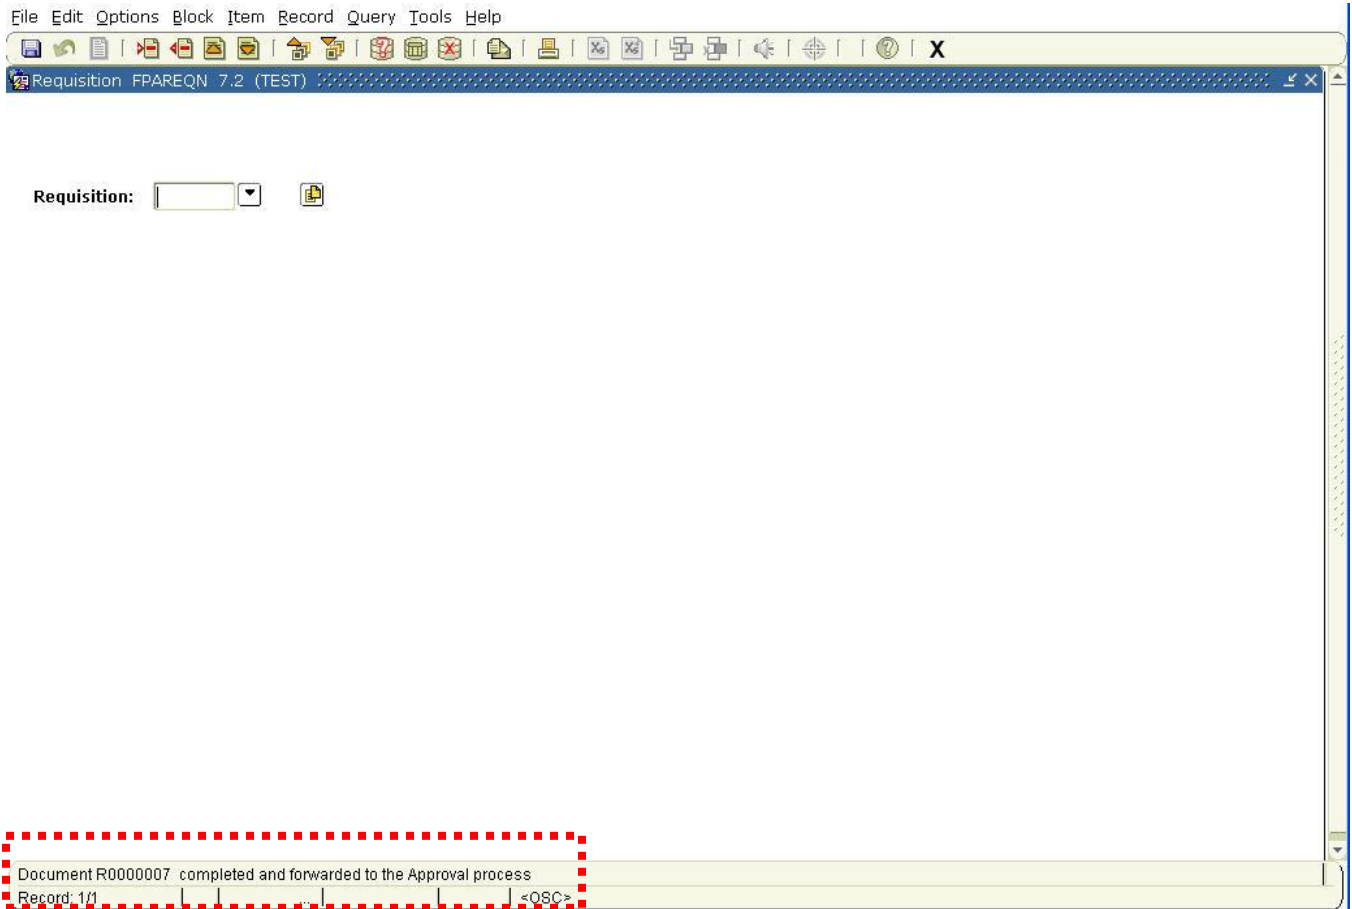 File Edit Options Block Item Record Query Tools Help
Requisition FPAREQN 7.2 (TEST)
Requisition:
Document R0000007 completed and forwarded to the Approval process
Record: 1/1 ... <OSC>